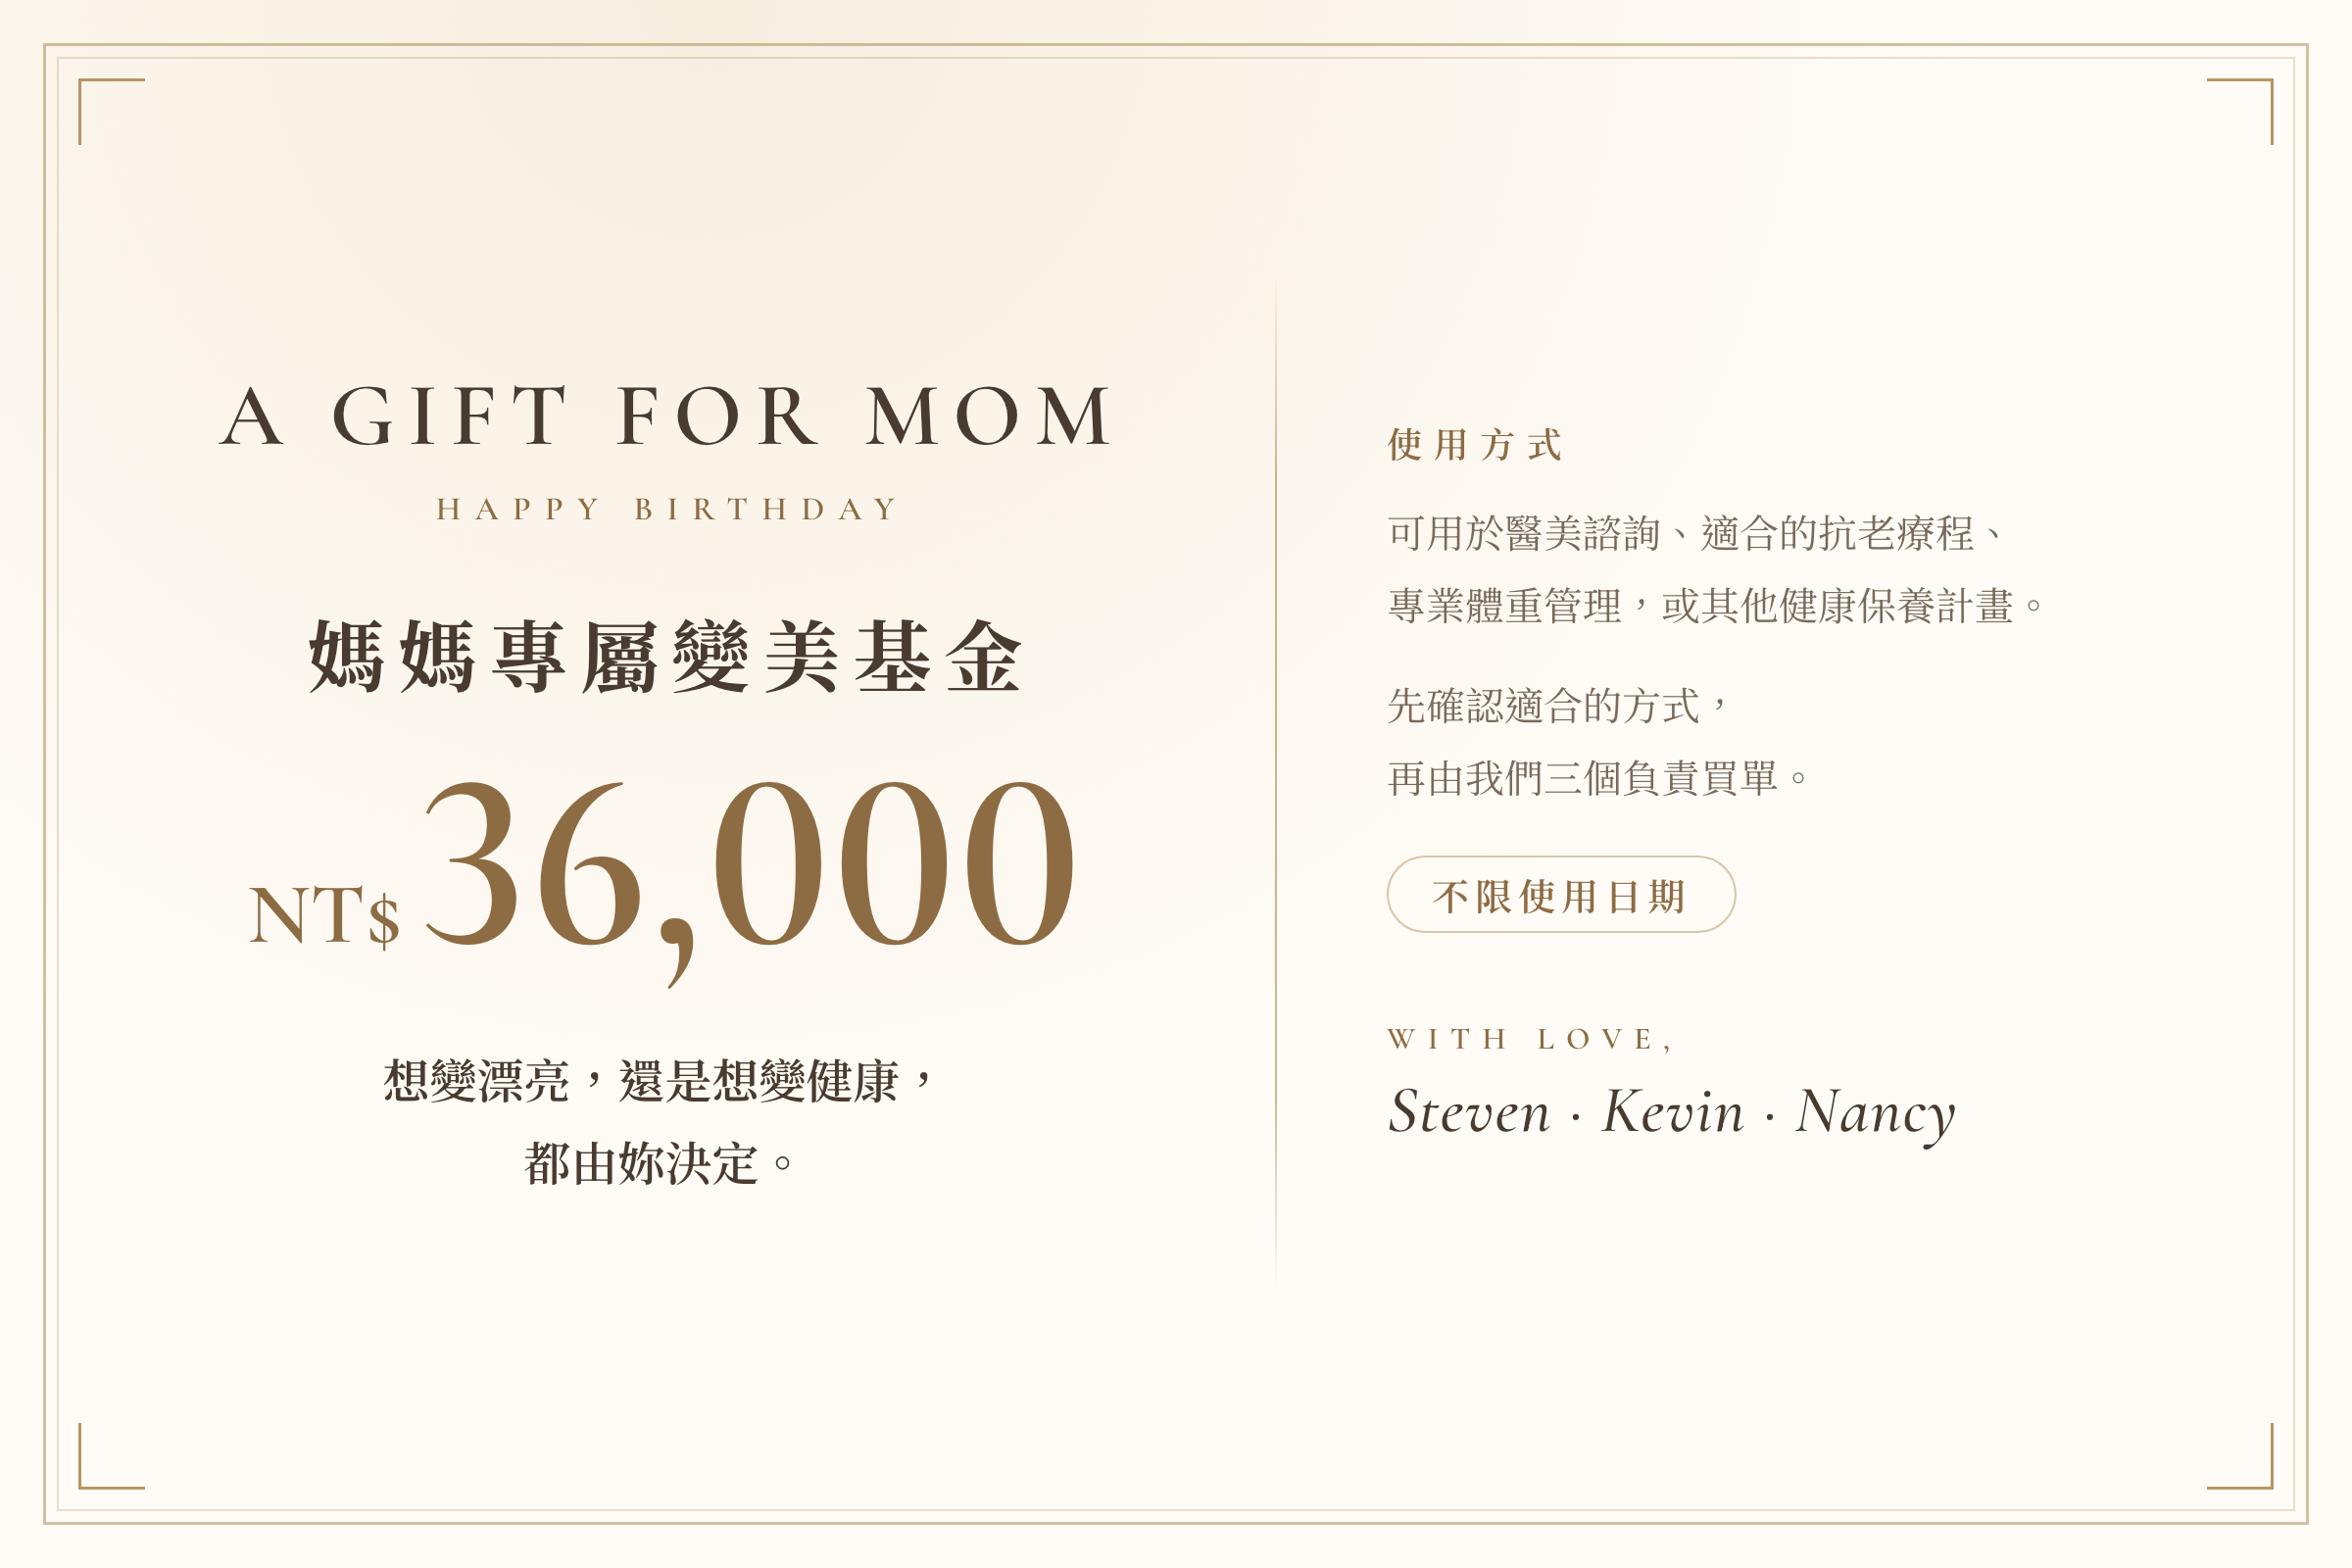 A GIFT FOR MOM
HAPPY BIRTHDAY
媽媽專屬變美基金
NT$ 36,000
想變漂亮，還是想變健康，
都由妳決定。
使用方式
可用於醫美諮詢、適合的抗老療程、
專業體重管理，或其他健康保養計畫。
先確認適合的方式，
再由我們三個負責買單。
不限使用日期
WITH LOVE,
Steven · Kevin · Nancy